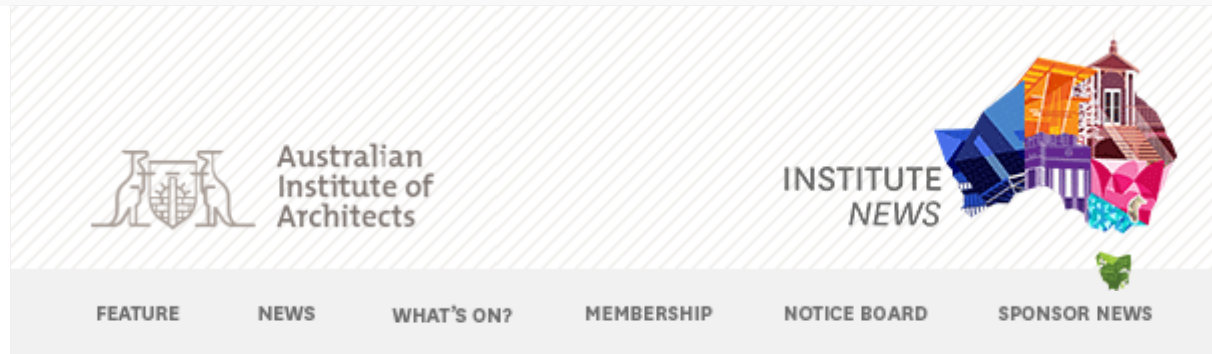 Australian
Institute of
Architects
INSTITUTE
NEWS
FEATURE NEWS WHAT'S ON? MEMBERSHIP NOTICE BOARD SPONSOR NEWS